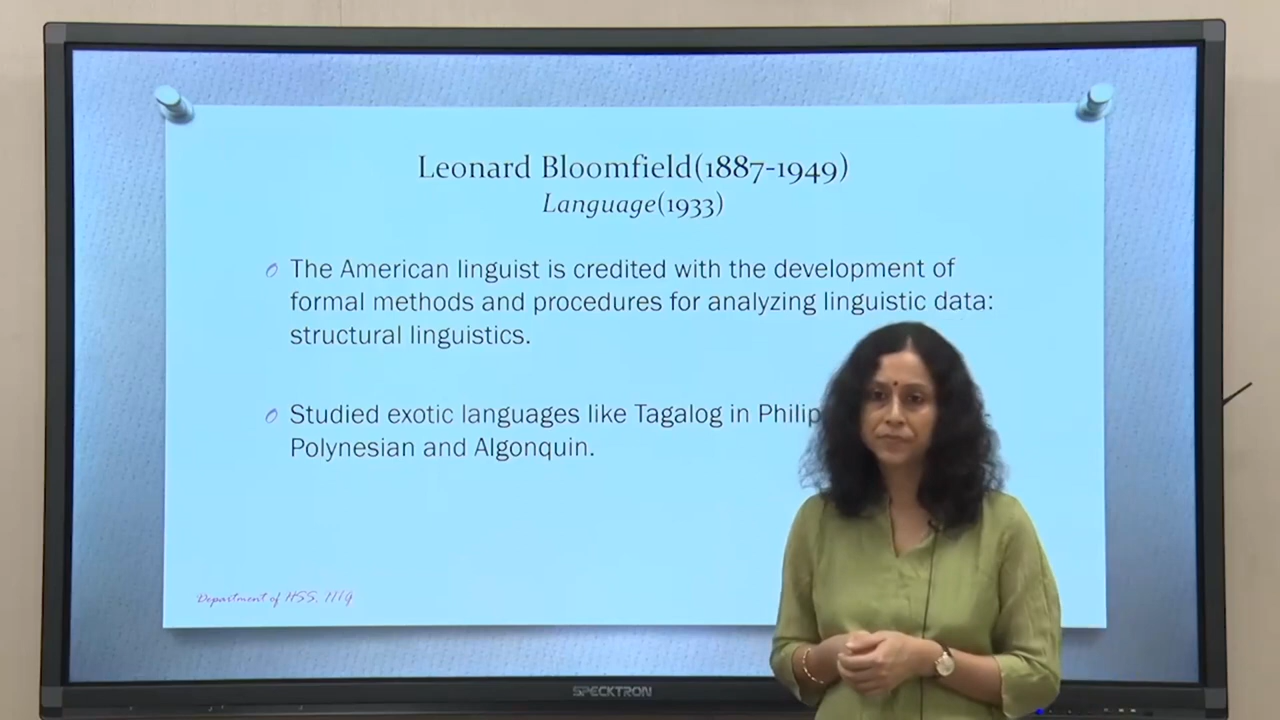 Leonard Bloomfield(1887-1949)
Language(1933)
The American linguist is credited with the development of
formal methods and procedures for analyzing linguistic data:
structural linguistics.
Studied exotic languages like Tagalog in Philip
Polynesian and Algonquin.
Department of HSS, IITG
SPECKTRON